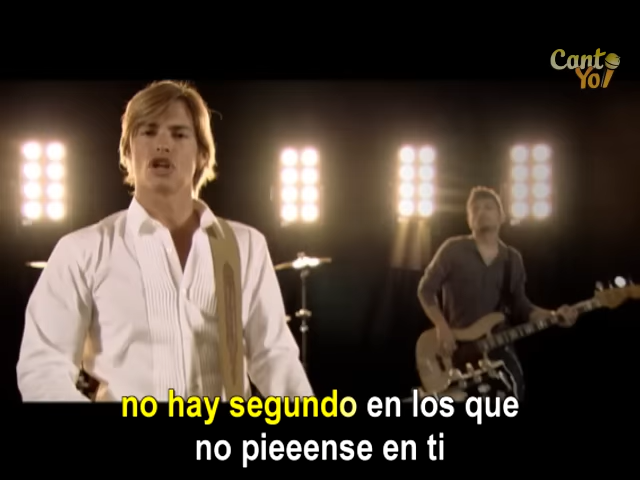 Canto
Yo!
no hay segundo en los que
no pieeense en ti